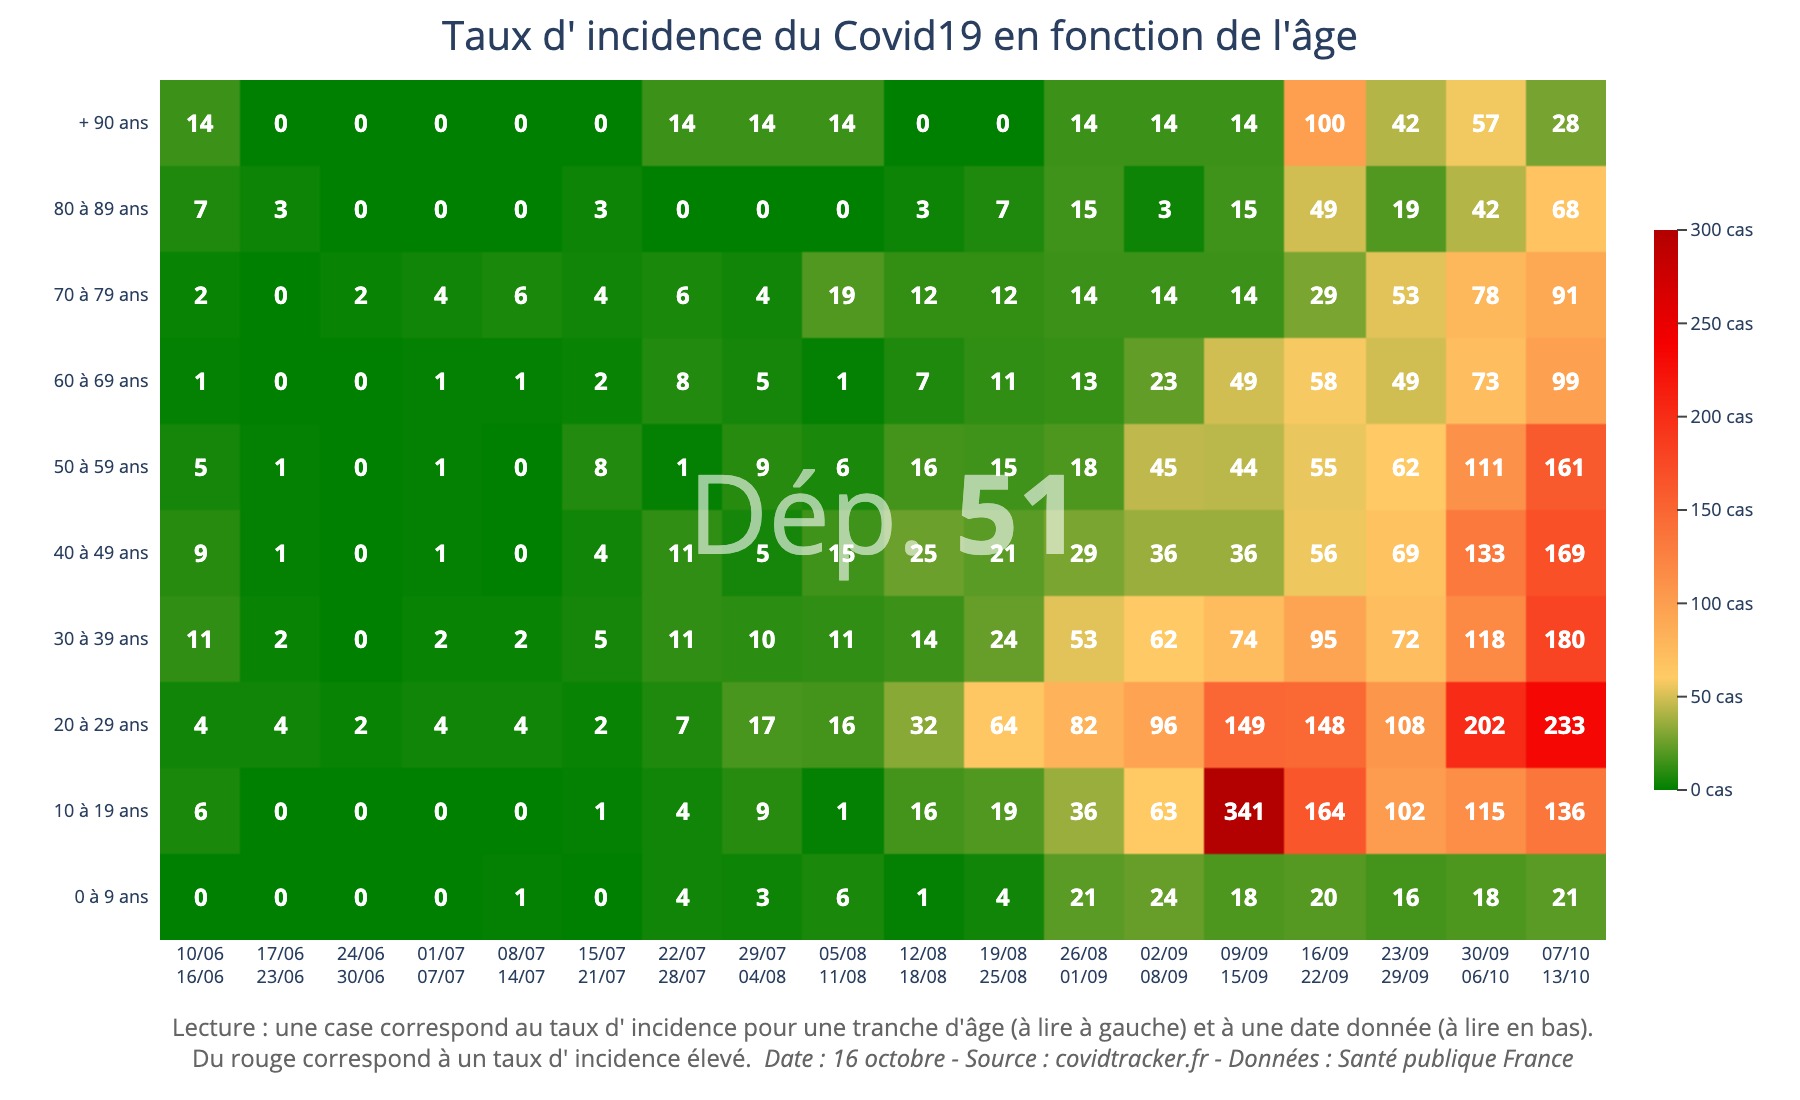 Taux d' incidence du Covid19 en fonction de l'âge
+ 90 ans 14 0 0 0 0 0 14 14 14 0 0 14 14 14 100 42 57 28
80 à 89 ans 7 3 0 0 0 3 0 0 0 3 7 15 3 15 49 19 42 68
70 à 79 ans 2 0 2 4 6 4 6 4 19 12 12 14 14 14 29 53 78 91
60 à 69 ans 1 0 0 1 1 2 8 5 1 7 11 13 23 49 58 49 73 99
50 à 59 ans 5 1 0 1 0 8 1 9 6 16 15 18 45 44 55 62 111 161
Dép. 51
40 à 49 ans 9 1 0 1 0 4 11 5 15 25 21 29 36 36 56 69 133 169
30 à 39 ans 11 2 0 2 2 5 11 10 11 14 24 53 62 74 95 72 118 180
20 à 29 ans 4 4 2 4 4 2 7 17 16 32 64 82 96 149 148 108 202 233
10 à 19 ans 6 0 0 0 0 1 4 9 1 16 19 36 63 341 164 102 115 136
0 à 9 ans 0 0 0 0 1 0 4 3 6 1 4 21 24 18 20 16 18 21
10/06 17/06 24/06 01/07 08/07 15/07 22/07 29/07 05/08 12/08 19/08 26/08 02/09 09/09 16/09 23/09 30/09 07/10
16/06 23/06 30/06 07/07 14/07 21/07 28/07 04/08 11/08 18/08 25/08 01/09 08/09 15/09 22/09 29/09 06/10 13/10
300 cas
250 cas
200 cas
150 cas
100 cas
50 cas
0 cas
Lecture : une case correspond au taux d' incidence pour une tranche d'âge (à lire à gauche) et à une date donnée (à lire en bas).
Du rouge correspond à un taux d' incidence élevé. Date : 16 octobre - Source : covidtracker.fr - Données : Santé publique France